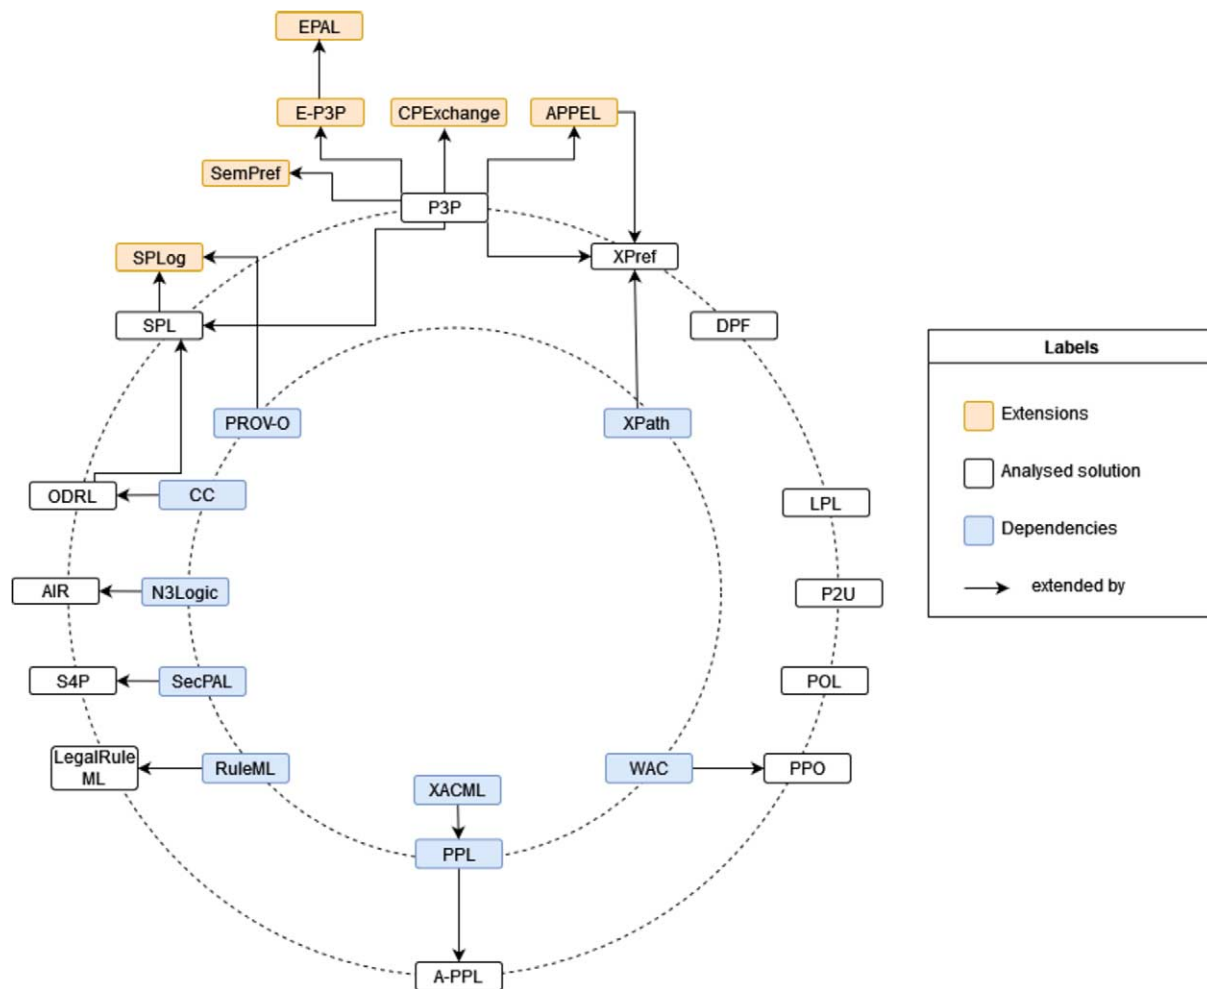 EPAL
E-P3P
CPExchange
APPEL
SemPref
P3P
SPLog
XPref
SPL
DPF
Labels
PROV-O
XPath
Extensions
ODRL
CC
Analysed solution
LPL
Dependencies
AIR
N3Logic
P2U
extended by
S4P
SecPAL
POL
LegalRule
ML
RuleML
WAC
PPO
XACML
PPL
A-PPL